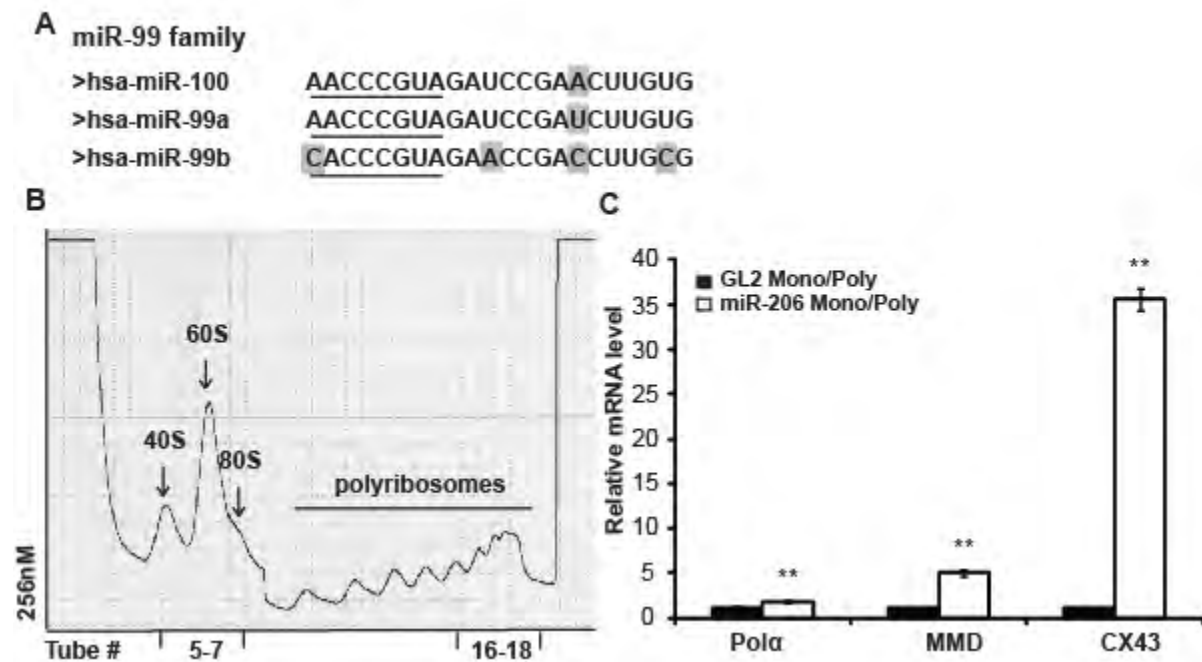 A
miR-99 family
>hsa-miR-100 AACCCGUAGAUCCGAACUUGUG
>hsa-miR-99a AACCCGUAGAUCCGAUCUUGUG
>hsa-miR-99b CACCCGUAGAACCGACCUUGCG
B
60S
40S
80S
polyribosomes
256nM
Tube # 5-7 16-18
C
40
35
30
25
20
15
10
5
0
Relative mRNA level
GL2 Mono/Poly
miR-206 Mono/Poly
**
**
**
Polα MMD CX43